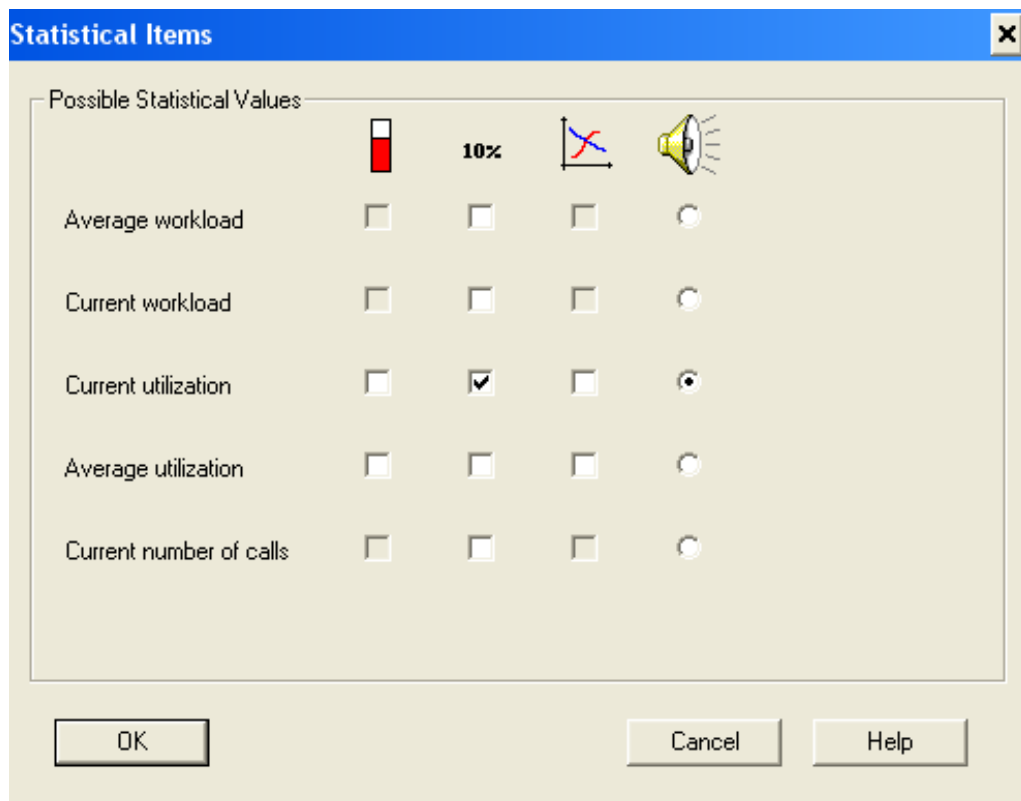 Statistical Items
Possible Statistical Values
10%
Average workload
Current workload
Current utilization
Average utilization
Current number of calls
OK Cancel Help